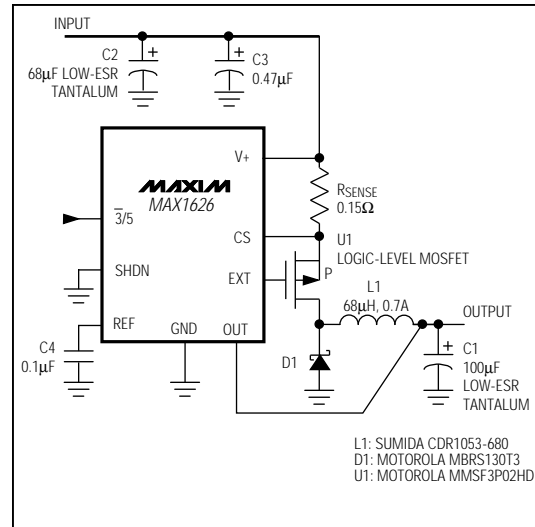 INPUT
C2
68µF LOW-ESR
TANTALUM
+
C3
0.47µF
+
V+
MAXIM
MAX1626
RSENSE
0.15Ω
3/5
CS
U1
LOGIC-LEVEL MOSFET
SHDN
EXT
P
L1
68µH, 0.7A
OUTPUT
REF
GND
OUT
C4
0.1µF
D1
+
C1
100µF
LOW-ESR
TANTALUM
L1: SUMIDA CDR1053-680
D1: MOTOROLA MBRS130T3
U1: MOTOROLA MMSF3P02HD